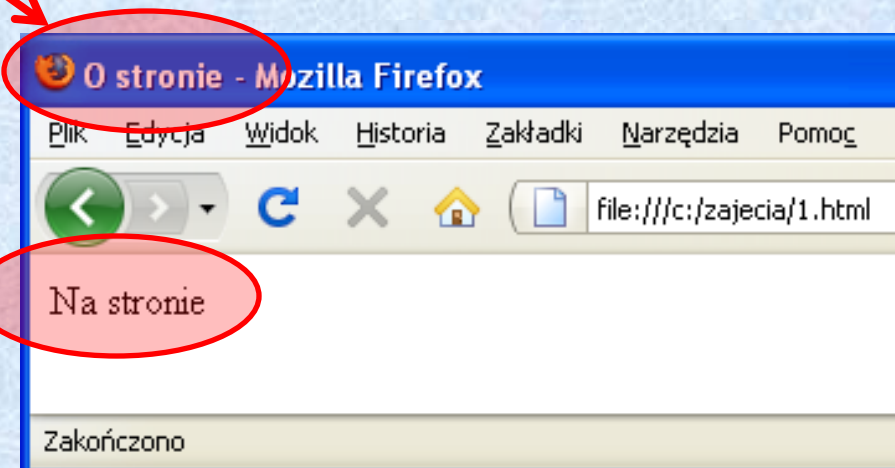 O stronie - Mozilla Firefox
Plik Edycja Widok Historia Zakładki Narzędzia Pomoc
file:///c:/zajecia/1.html
Na stronie
Zakończono